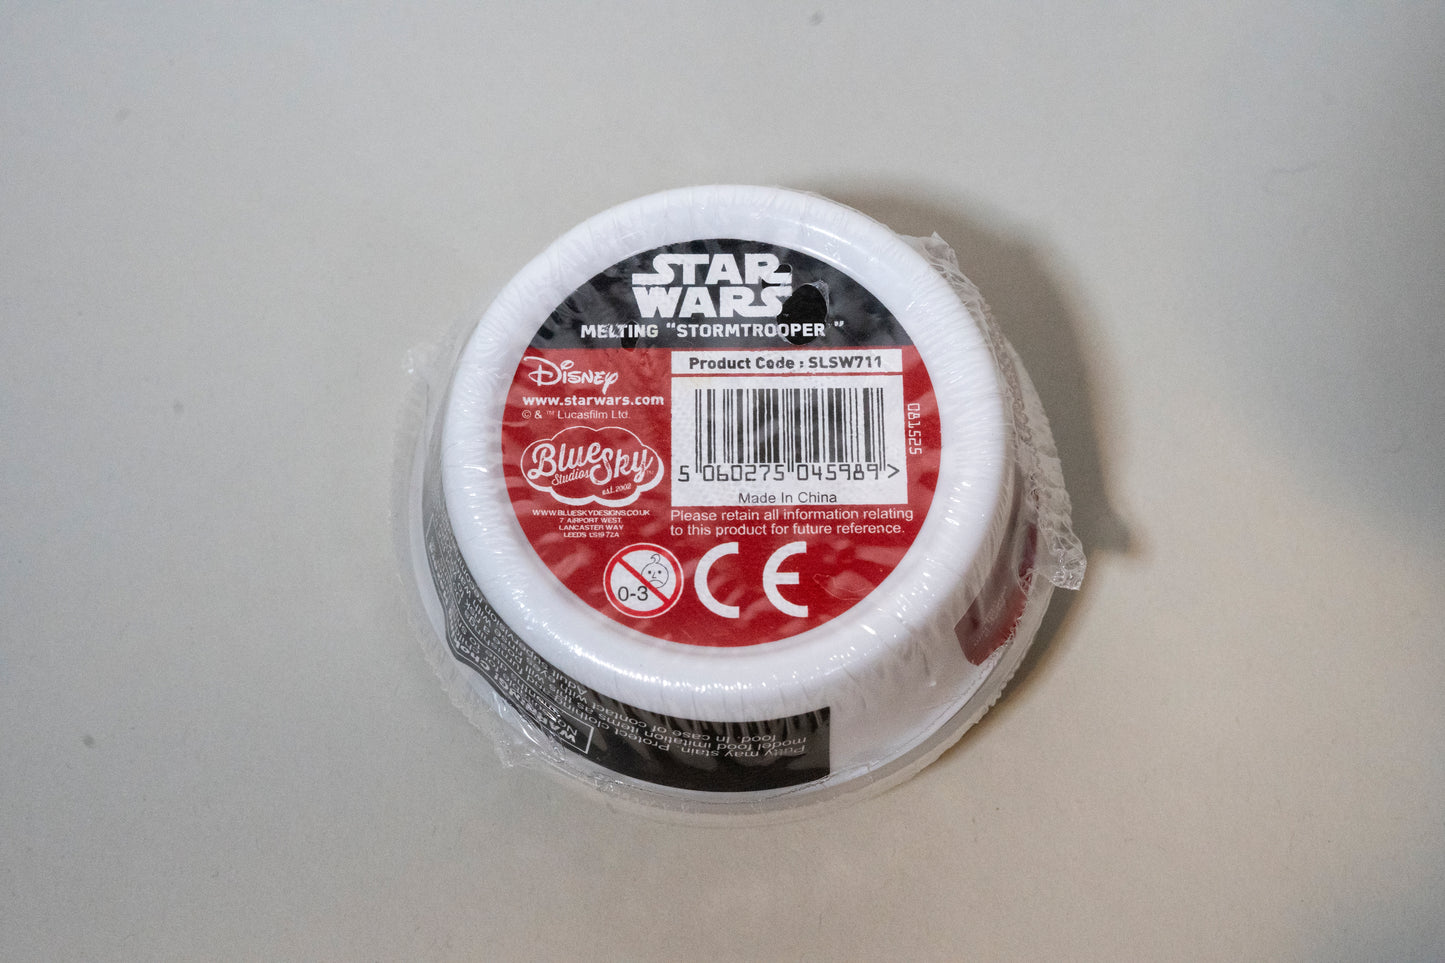 STAR
WARS
MELTING "STORMTROOPER"
Disney
www.starwars.com
© & ™ Lucasfilm Ltd.
BlueSky
Studios
est. 2002
WWW.BLUESKYDESIGNS.CO.UK
7 AIRPORT WEST
LANCASTER WAY
LEEDS LS19 7ZA
Product Code : SLSW711
5 060275 045989 >
Made In China
081525
Please retain all information relating
to this product for future reference.
0-3
CE
Putty may stain. Protect clothing
model food imitation items
food. In case of contact with